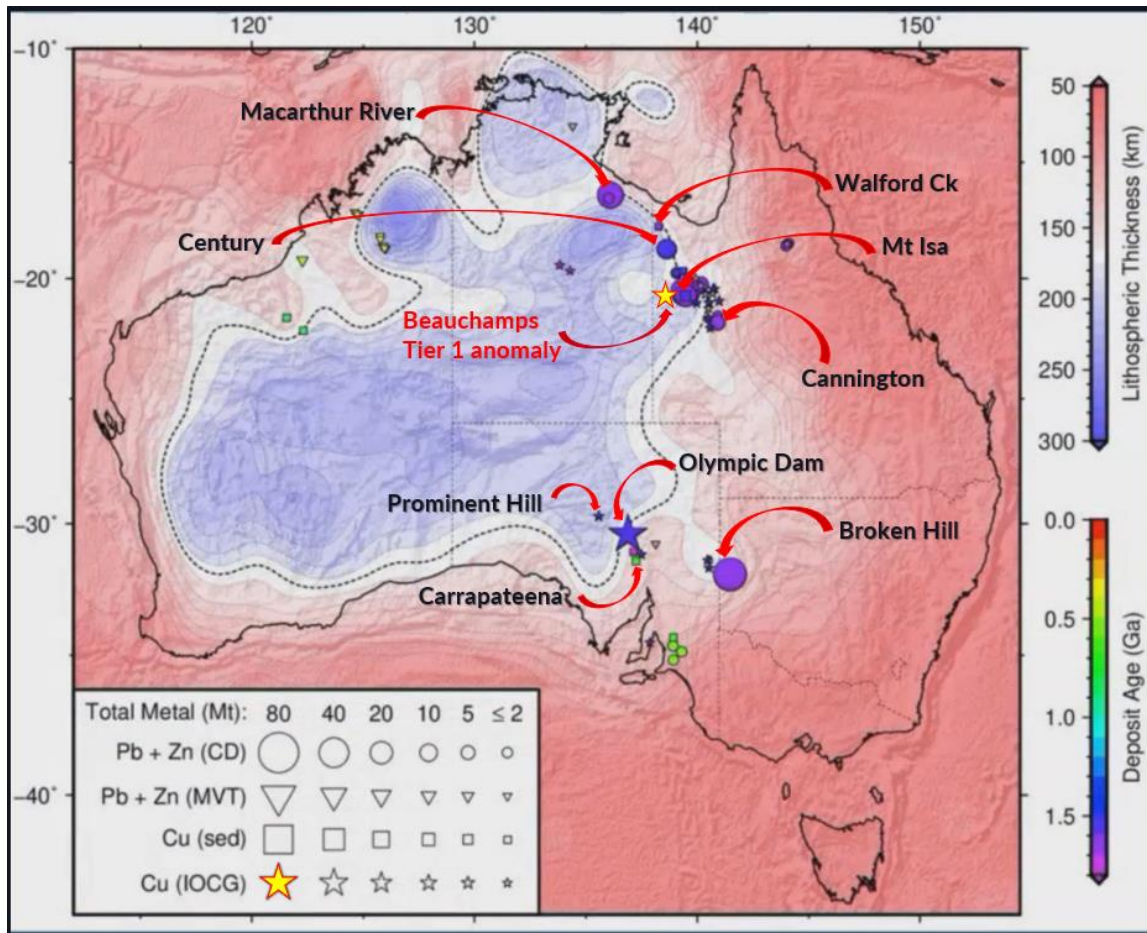 120° 130° 140° 150°
−10°
−20°
−30°
−40°
Macarthur River
Walford Ck
Century
Mt Isa
Beauchamps
Tier 1 anomaly
Cannington
Olympic Dam
Prominent Hill
Broken Hill
Carrapateena
Total Metal (Mt): 80 40 20 10 5 ≤ 2
Pb + Zn (CD)
Pb + Zn (MVT)
Cu (sed)
Cu (IOCG)
50
100
150
200
250
300
Lithospheric Thickness (km)
0.0
0.5
1.0
1.5
Deposit Age (Ga)